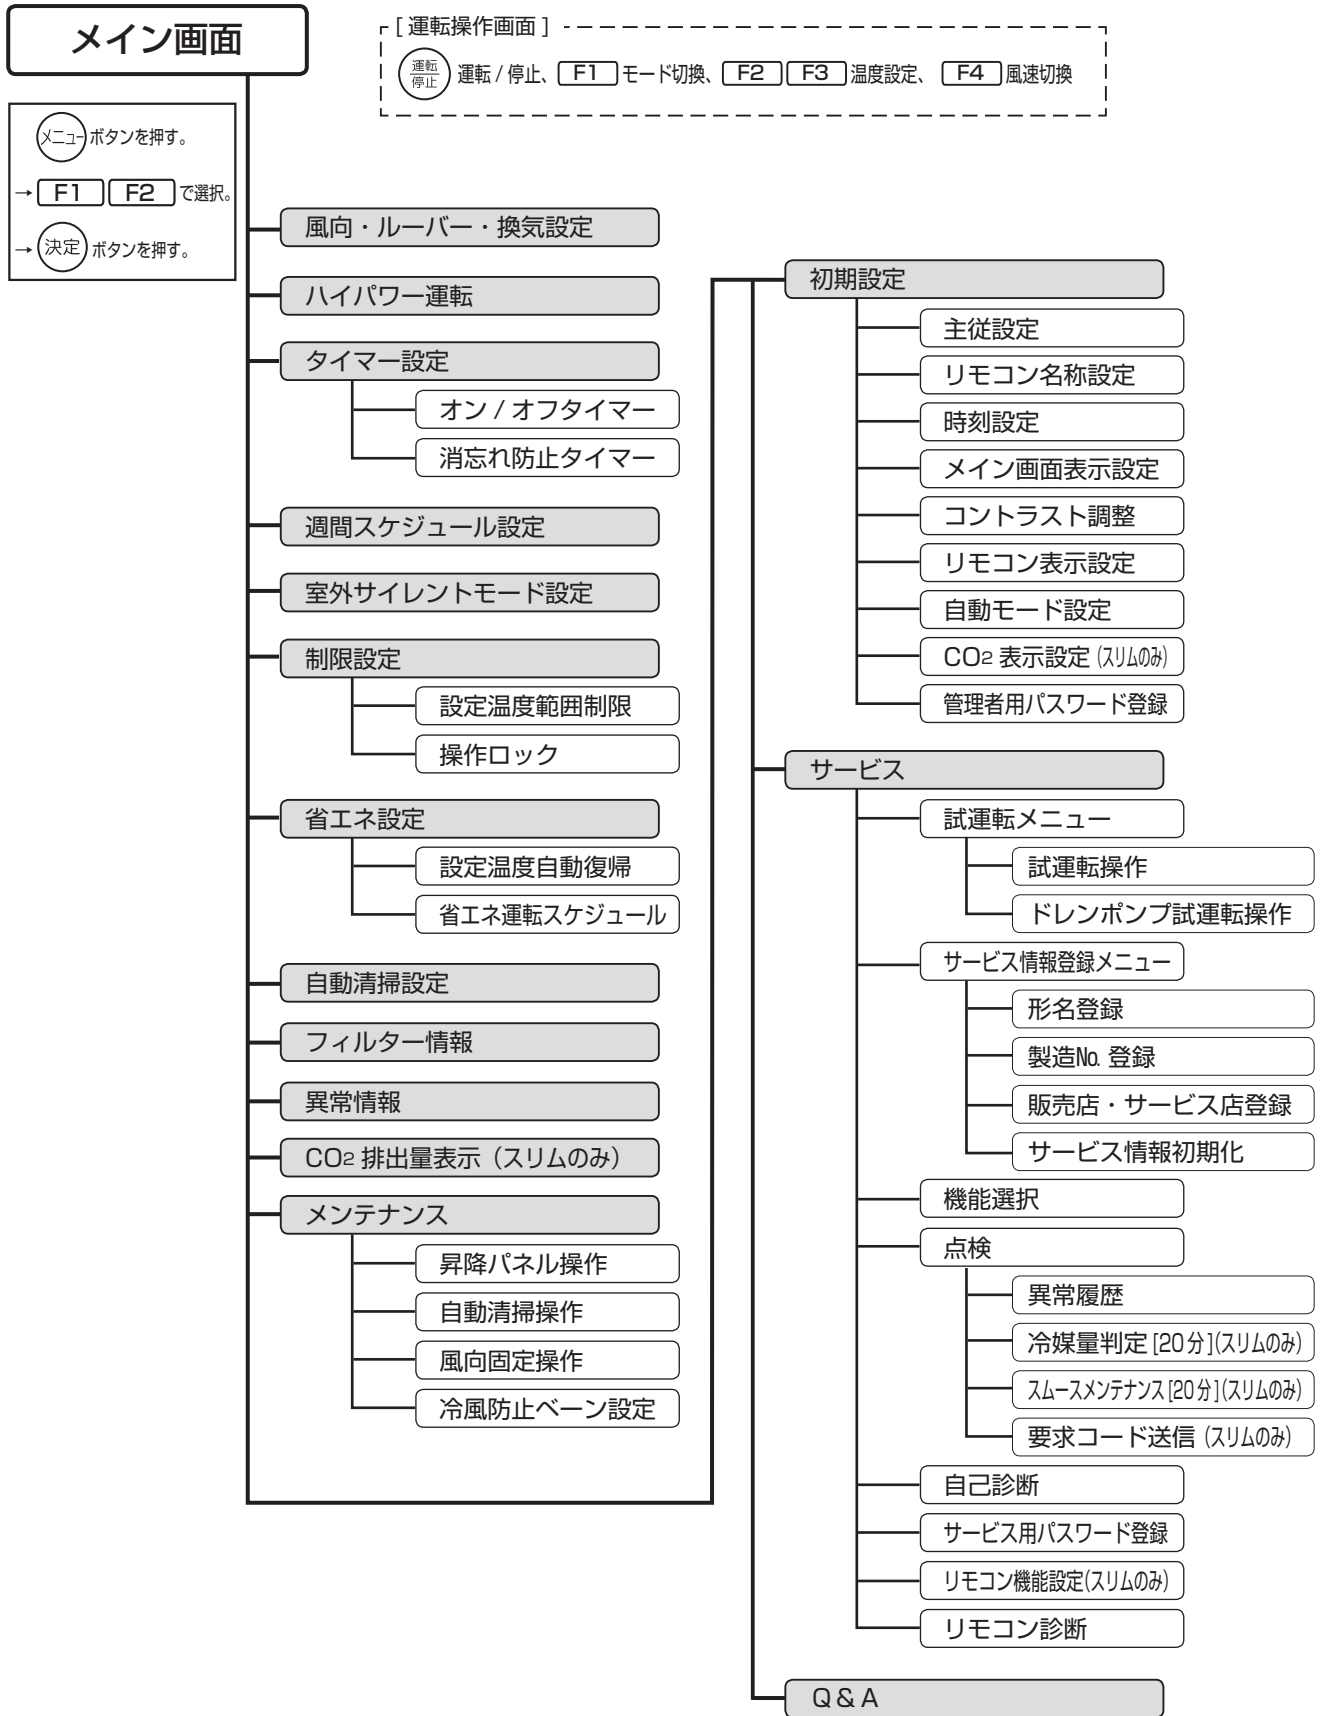 メイン画面
[ 運転操作画面 ]
運転 停止 運転 / 停止、 F1 モード切換、 F2 F3 温度設定、 F4 風速切換
メニュー ボタンを押す。
→ F1 F2 で選択。
→ 決定 ボタンを押す。
風向・ルーバー・換気設定
ハイパワー運転
タイマー設定
オン / オフタイマー
消忘れ防止タイマー
週間スケジュール設定
室外サイレントモード設定
制限設定
設定温度範囲制限
操作ロック
省エネ設定
設定温度自動復帰
省エネ運転スケジュール
自動清掃設定
フィルター情報
異常情報
CO2 排出量表示（スリムのみ）
メンテナンス
昇降パネル操作
自動清掃操作
風向固定操作
冷風防止ベーン設定
初期設定
主従設定
リモコン名称設定
時刻設定
メイン画面表示設定
コントラスト調整
リモコン表示設定
自動モード設定
CO2 表示設定 (スリムのみ)
管理者用パスワード登録
サービス
試運転メニュー
試運転操作
ドレンポンプ試運転操作
サービス情報登録メニュー
形名登録
製造№ 登録
販売店・サービス店登録
サービス情報初期化
機能選択
点検
異常履歴
冷媒量判定 [20分](スリムのみ)
スムースメンテナンス[20分](スリムのみ)
要求コード送信 (スリムのみ)
自己診断
サービス用パスワード登録
リモコン機能設定(スリムのみ)
リモコン診断
Q & A